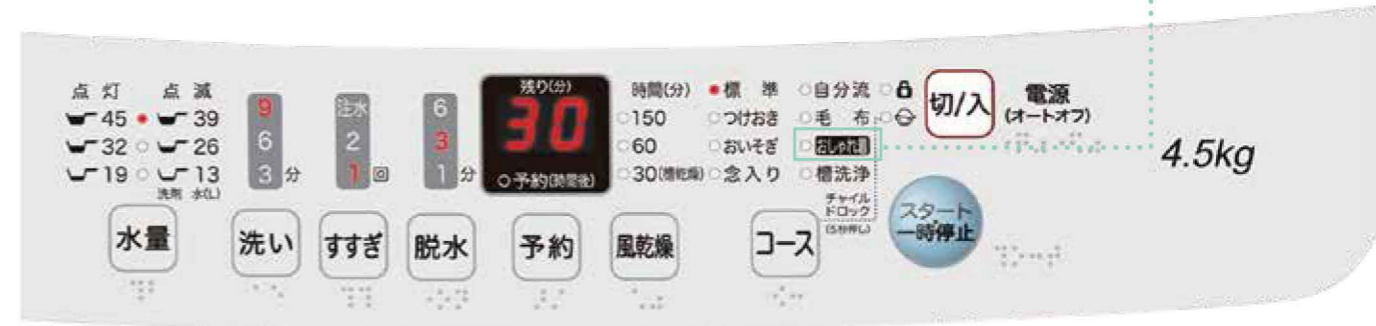 点灯 点滅
45 39
32 26
19 13
洗剤 水(L)
9
6
3 分
注水
2
1 回
6
3
1 分
残り(分)
30
予約(時間後)
時間(分)
150
60
30(槽乾燥)
標準
つけおき
おいそぎ
念入り
自分流
毛布
おしゃれ着
槽洗浄
チャイルドロック
(5秒押し)
切/入
電源
(オートオフ)
4.5kg
水量
洗い
すすぎ
脱水
予約
風乾燥
コース
スタート
一時停止